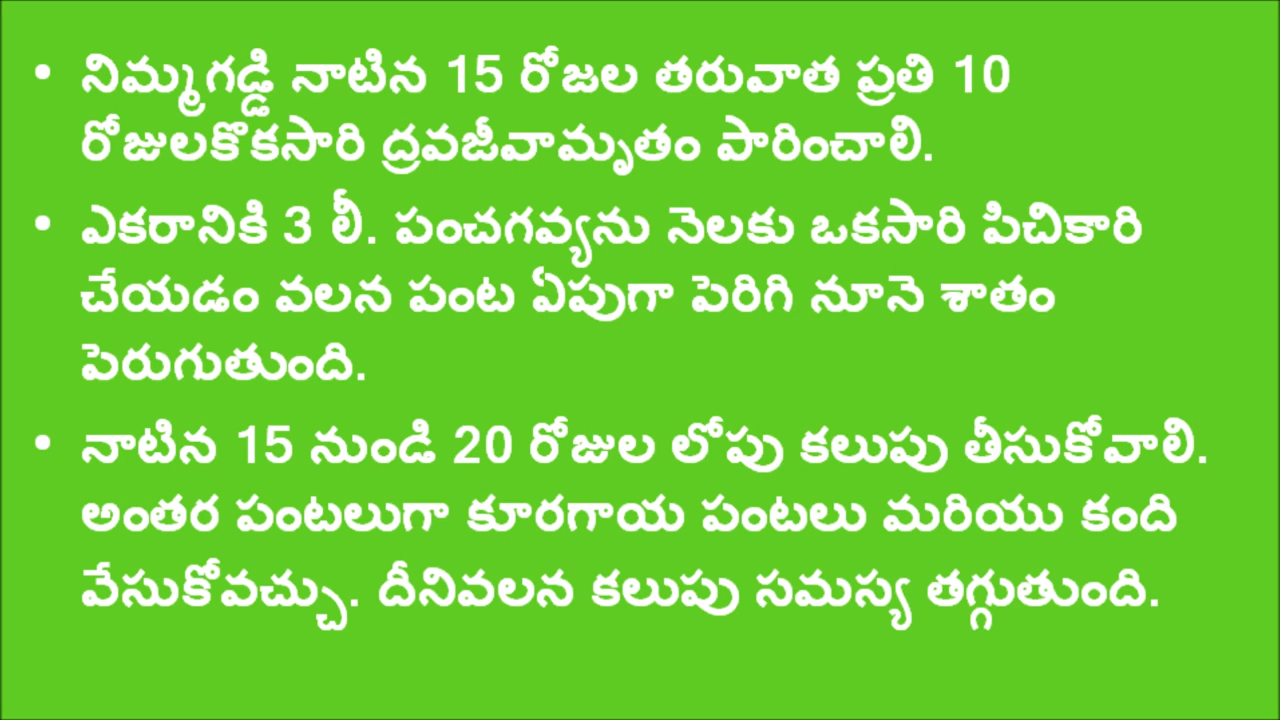 • నిమ్మగడ్డి నాటిన 15 రోజల తరువాత ప్రతి 10
రోజులకొకసారి ద్రవజీవామృతం పారించాలి.
• ఎకరానికి 3 లీ. పంచగవ్యను నెలకు ఒకసారి పిచికారి
చేయడం వలన పంట ఏపుగా పెరిగి నూనె శాతం
పెరుగుతుంది.
• నాటిన 15 నుండి 20 రోజుల లోపు కలుపు తీసుకోవాలి.
అంతర పంటలుగా కూరగాయ పంటలు మరియు కంది
వేసుకోవచ్చు. దీనివలన కలుపు సమస్య తగ్గుతుంది.